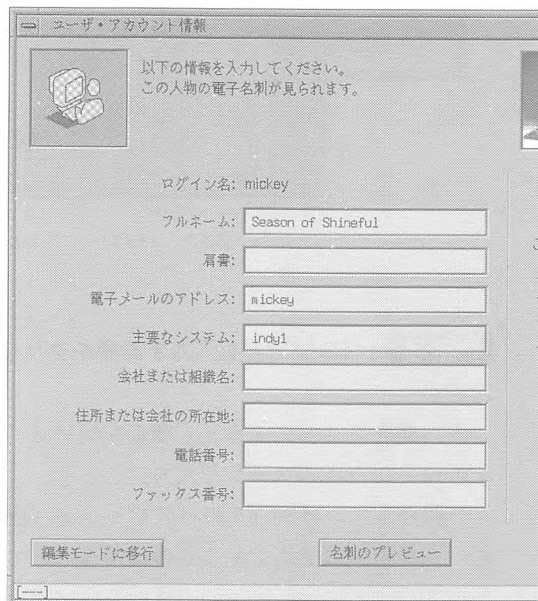 ユーザ・アカウント情報
以下の情報を入力してください。
この人物の電子名刺が見られます。
ログイン名: mickey
フルネーム: Season of Shineful
肩書:
電子メールのアドレス: mickey
主要なシステム: indy1
会社または組織名:
住所または会社の所在地:
電話番号:
ファックス番号:
編集モードに移行
名刺のプレビュー
[---]